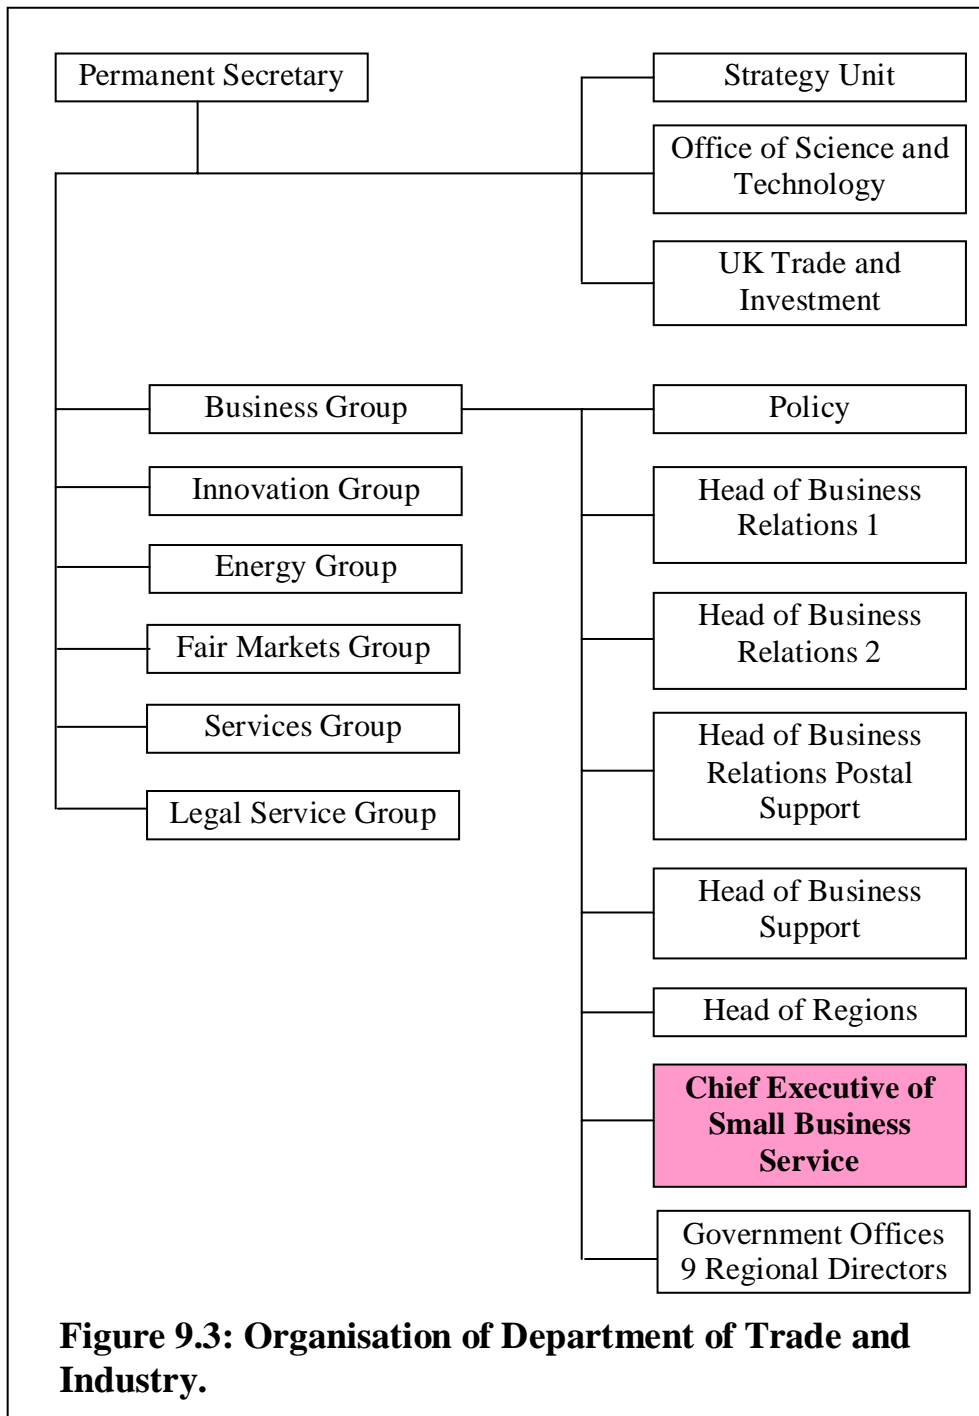 Permanent Secretary
Strategy Unit
Office of Science and
Technology
UK Trade and
Investment
Business Group
Policy
Innovation Group
Head of Business
Relations 1
Energy Group
Head of Business
Relations 2
Fair Markets Group
Services Group
Head of Business
Relations Postal
Support
Legal Service Group
Head of Business
Support
Head of Regions
Chief Executive of
Small Business
Service
Government Offices
9 Regional Directors
Figure 9.3: Organisation of Department of Trade and
Industry.